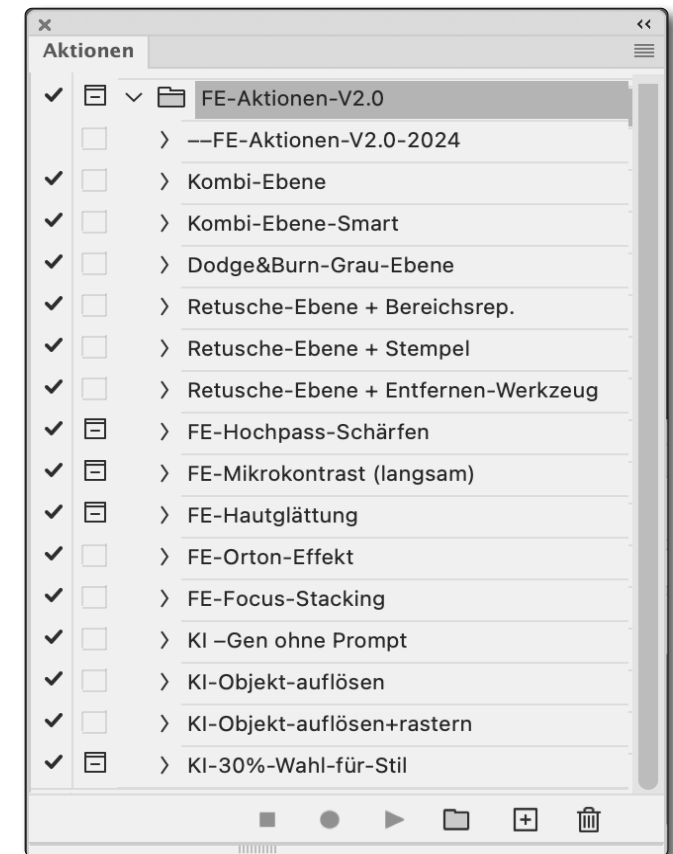 Aktionen
FE-Aktionen-V2.0
––FE-Aktionen-V2.0-2024
Kombi-Ebene
Kombi-Ebene-Smart
Dodge&Burn-Grau-Ebene
Retusche-Ebene + Bereichsrep.
Retusche-Ebene + Stempel
Retusche-Ebene + Entfernen-Werkzeug
FE-Hochpass-Schärfen
FE-Mikrokontrast (langsam)
FE-Hautglättung
FE-Orton-Effekt
FE-Focus-Stacking
KI –Gen ohne Prompt
KI-Objekt-auflösen
KI-Objekt-auflösen+rastern
KI-30%-Wahl-für-Stil